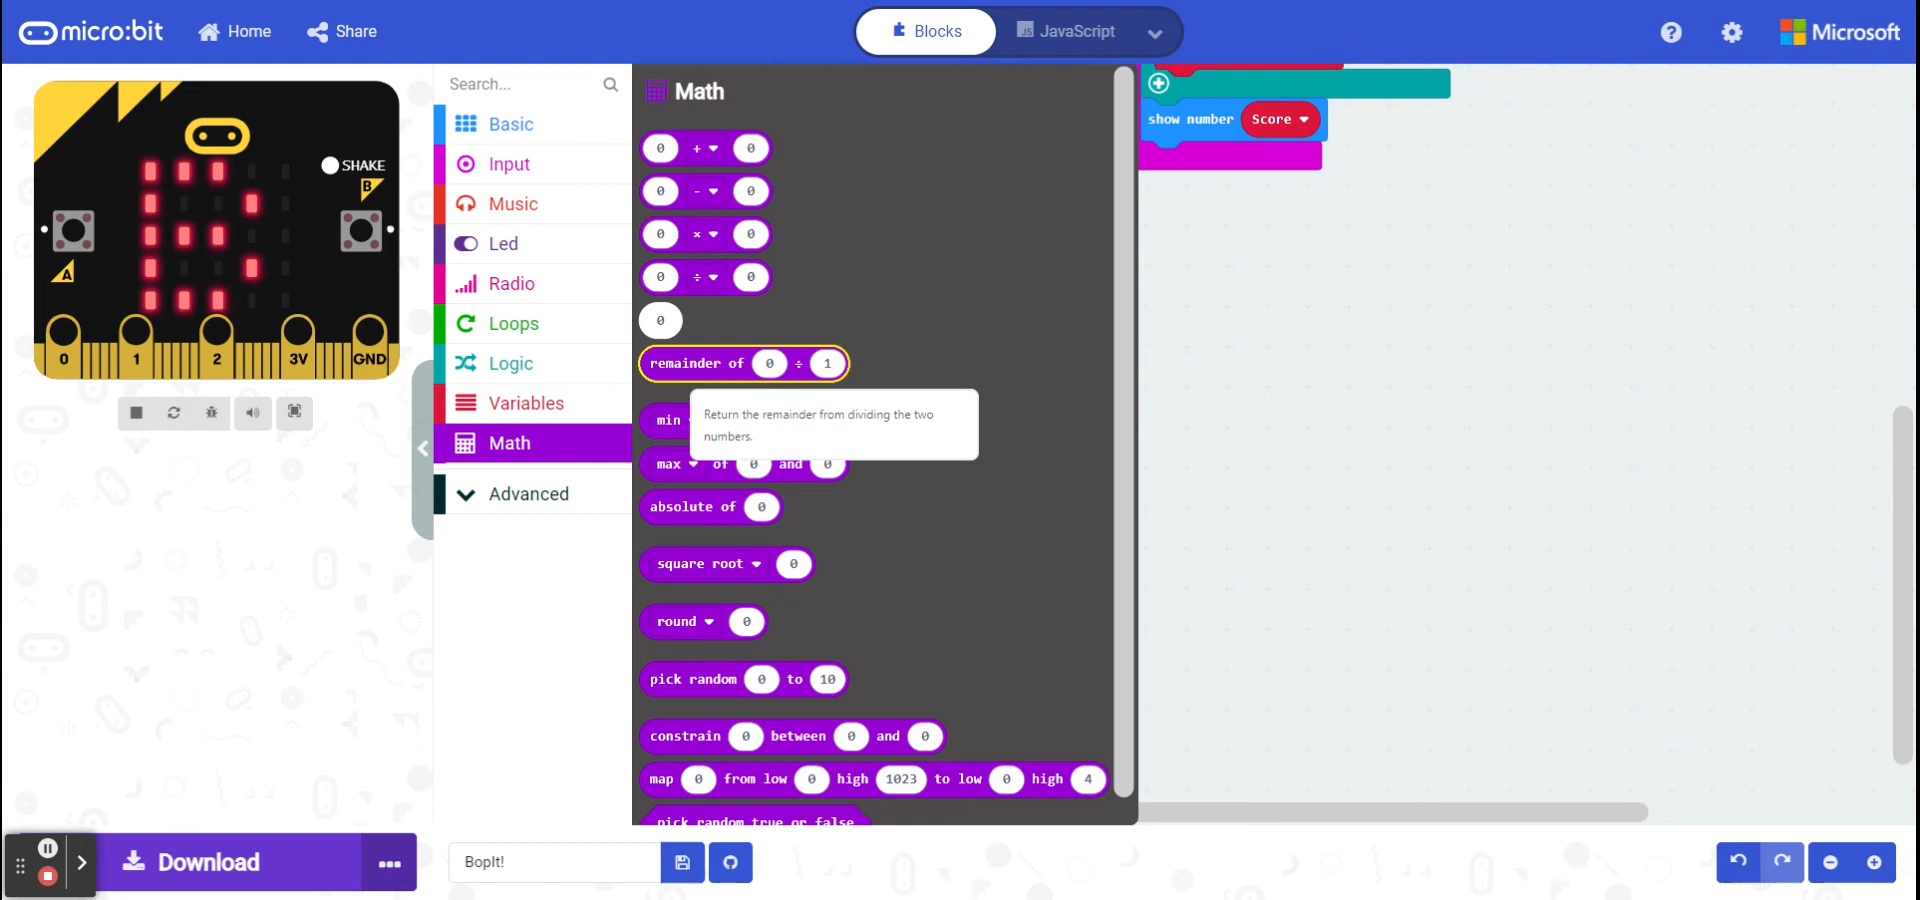 micro:bit
Home
Share
Blocks
JS JavaScript
?
Microsoft
SHAKE
B
A
0 1 2 3V GND
Search...
Basic
Input
Music
Led
Radio
Loops
Logic
Variables
Math
Advanced
Math
0 + 0
0 - 0
0 × 0
0 ÷ 0
0
remainder of 0 ÷ 1
Return the remainder from dividing the two
numbers.
min
max of 0 and 0
absolute of 0
square root 0
round 0
pick random 0 to 10
constrain 0 between 0 and 0
map 0 from low 0 high 1023 to low 0 high 4
pick random true or false
show number Score
Download
BopIt!